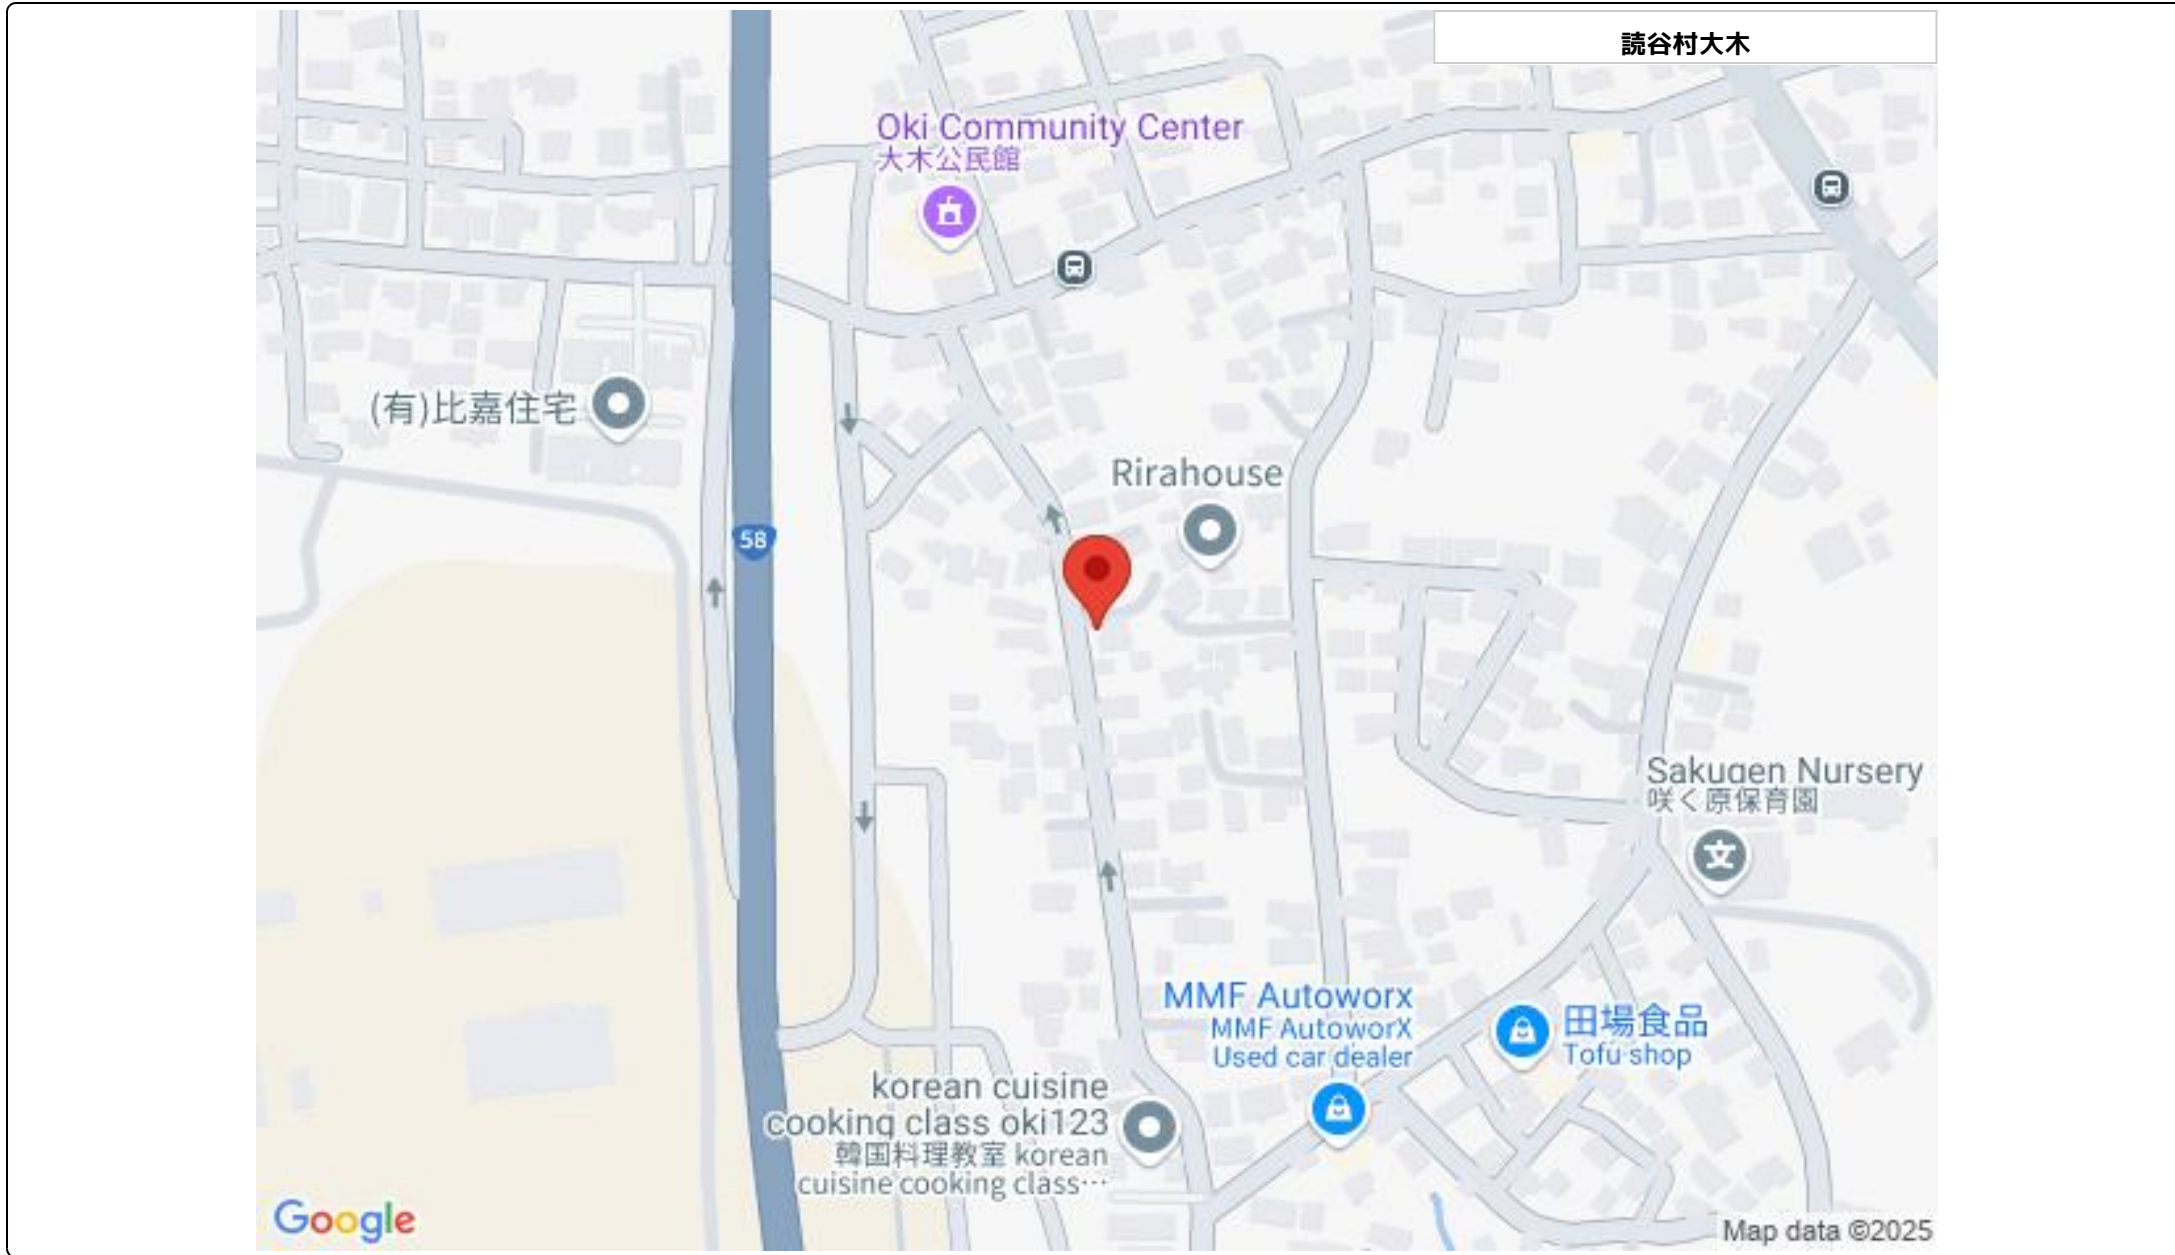 読谷村大木
Oki Community Center
大木公民館
(有)比嘉住宅
Rirahouse
58
Sakugen Nursery
咲く原保育園
文
MMF Autoworx
MMF AutoworX
Used car dealer
田場食品
Tofu shop
korean cuisine
cooking class oki123
韓国料理教室 korean
cuisine cooking class…
Google
Map data ©2025